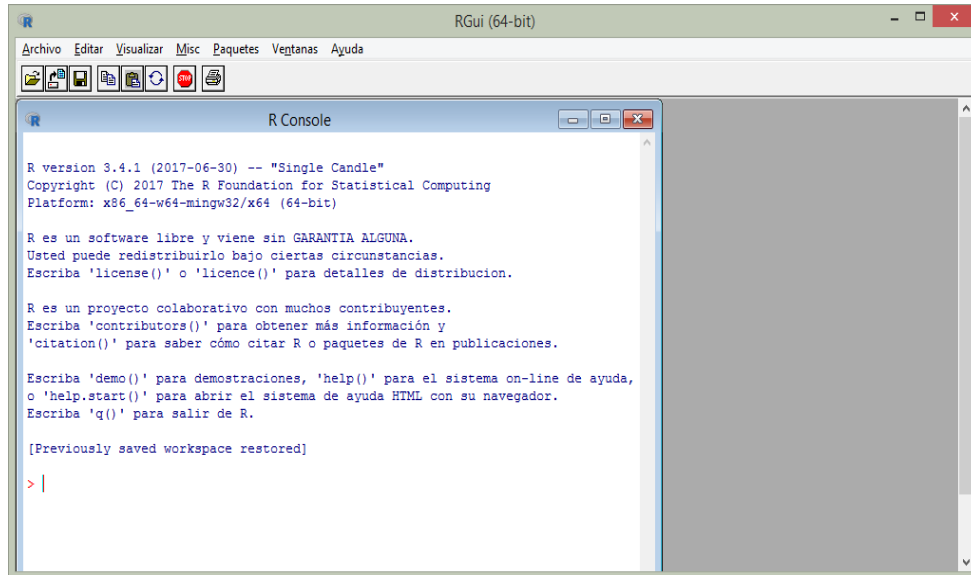 RGui (64-bit)
Archivo Editar Visualizar Misc Paquetes Ventanas Ayuda
STOP
R Console
R version 3.4.1 (2017-06-30) -- "Single Candle"
Copyright (C) 2017 The R Foundation for Statistical Computing
Platform: x86_64-w64-mingw32/x64 (64-bit)
R es un software libre y viene sin GARANTIA ALGUNA.
Usted puede redistribuirlo bajo ciertas circunstancias.
Escriba 'license()' o 'licence()' para detalles de distribucion.
R es un proyecto colaborativo con muchos contribuyentes.
Escriba 'contributors()' para obtener más información y
'citation()' para saber cómo citar R o paquetes de R en publicaciones.
Escriba 'demo()' para demostraciones, 'help()' para el sistema on-line de ayuda,
o 'help.start()' para abrir el sistema de ayuda HTML con su navegador.
Escriba 'q()' para salir de R.
[Previously saved workspace restored]
>